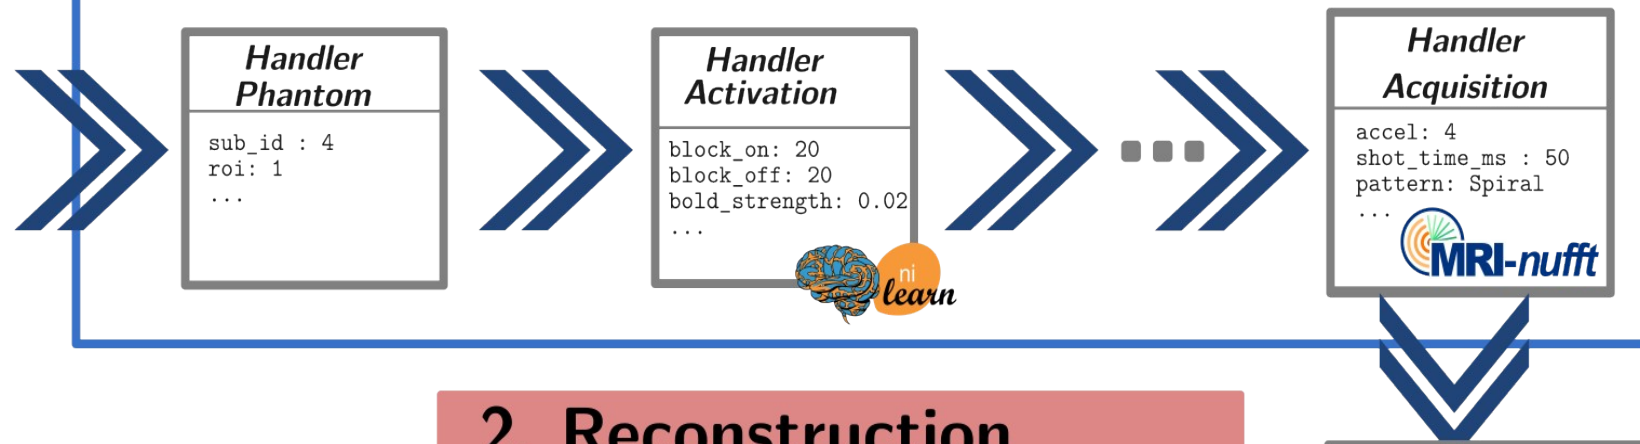 Handler
Phantom
sub_id : 4
roi: 1
...
Handler
Activation
block_on: 20
block_off: 20
bold_strength: 0.02
...
ni
learn
Handler
Acquisition
accel: 4
shot_time_ms : 50
pattern: Spiral
...
MRI-nufft
2 Reconstruction